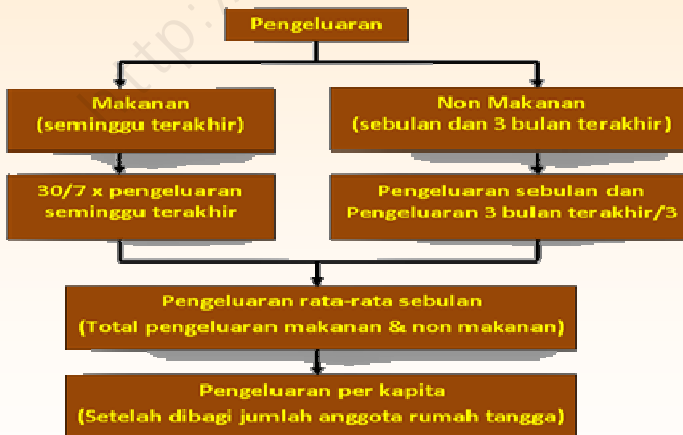 Pengeluaran
Makanan
(seminggu terakhir)
Non Makanan
(sebulan dan 3 bulan terakhir)
30/7 x pengeluaran
seminggu terakhir
Pengeluaran sebulan dan
Pengeluaran 3 bulan terakhir/3
Pengeluaran rata-rata sebulan
(Total pengeluaran makanan & non makanan)
Pengeluaran per kapita
(Setelah dibagi jumlah anggota rumah tangga)